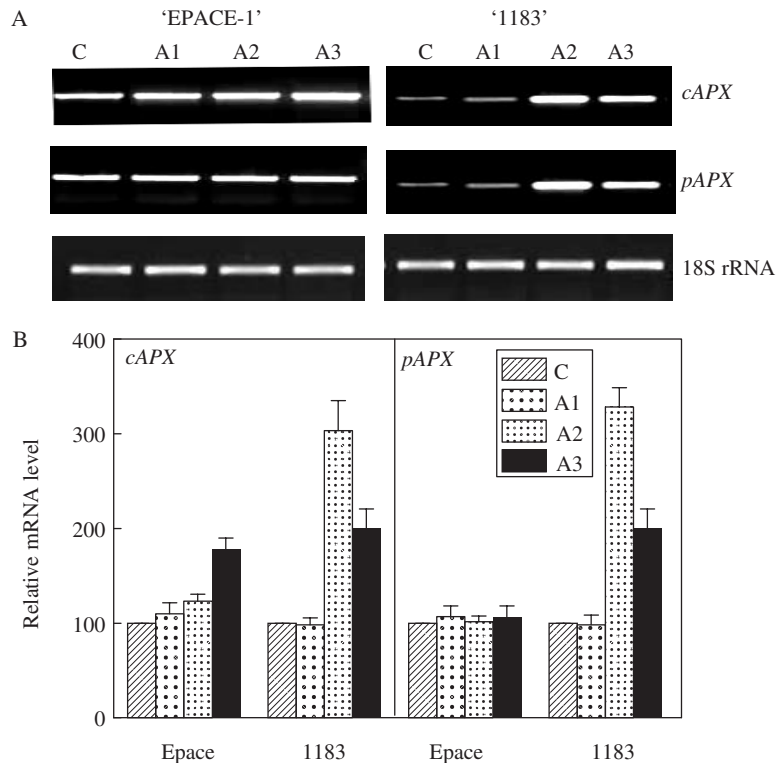 A
‘EPACE-1’ ‘1183’
C A1 A2 A3 C A1 A2 A3
cAPX
pAPX
18S rRNA
B
400
300
200
100
0
Relative mRNA level
cAPX
pAPX
C
A1
A2
A3
Epace 1183 Epace 1183